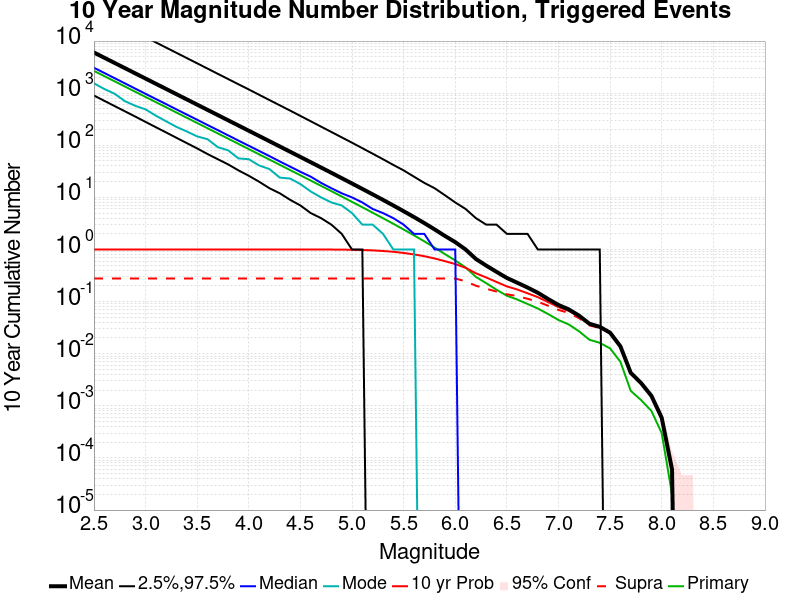 10 Year Magnitude Number Distribution, Triggered Events
10 Year Cumulative Number
10^4
10^3
10^2
10^1
10^0
10^-1
10^-2
10^-3
10^-4
10^-5
2.5 3.0 3.5 4.0 4.5 5.0 5.5 6.0 6.5 7.0 7.5 8.0 8.5 9.0
Magnitude
Mean 2.5%,97.5% Median Mode 10 yr Prob 95% Conf Supra Primary